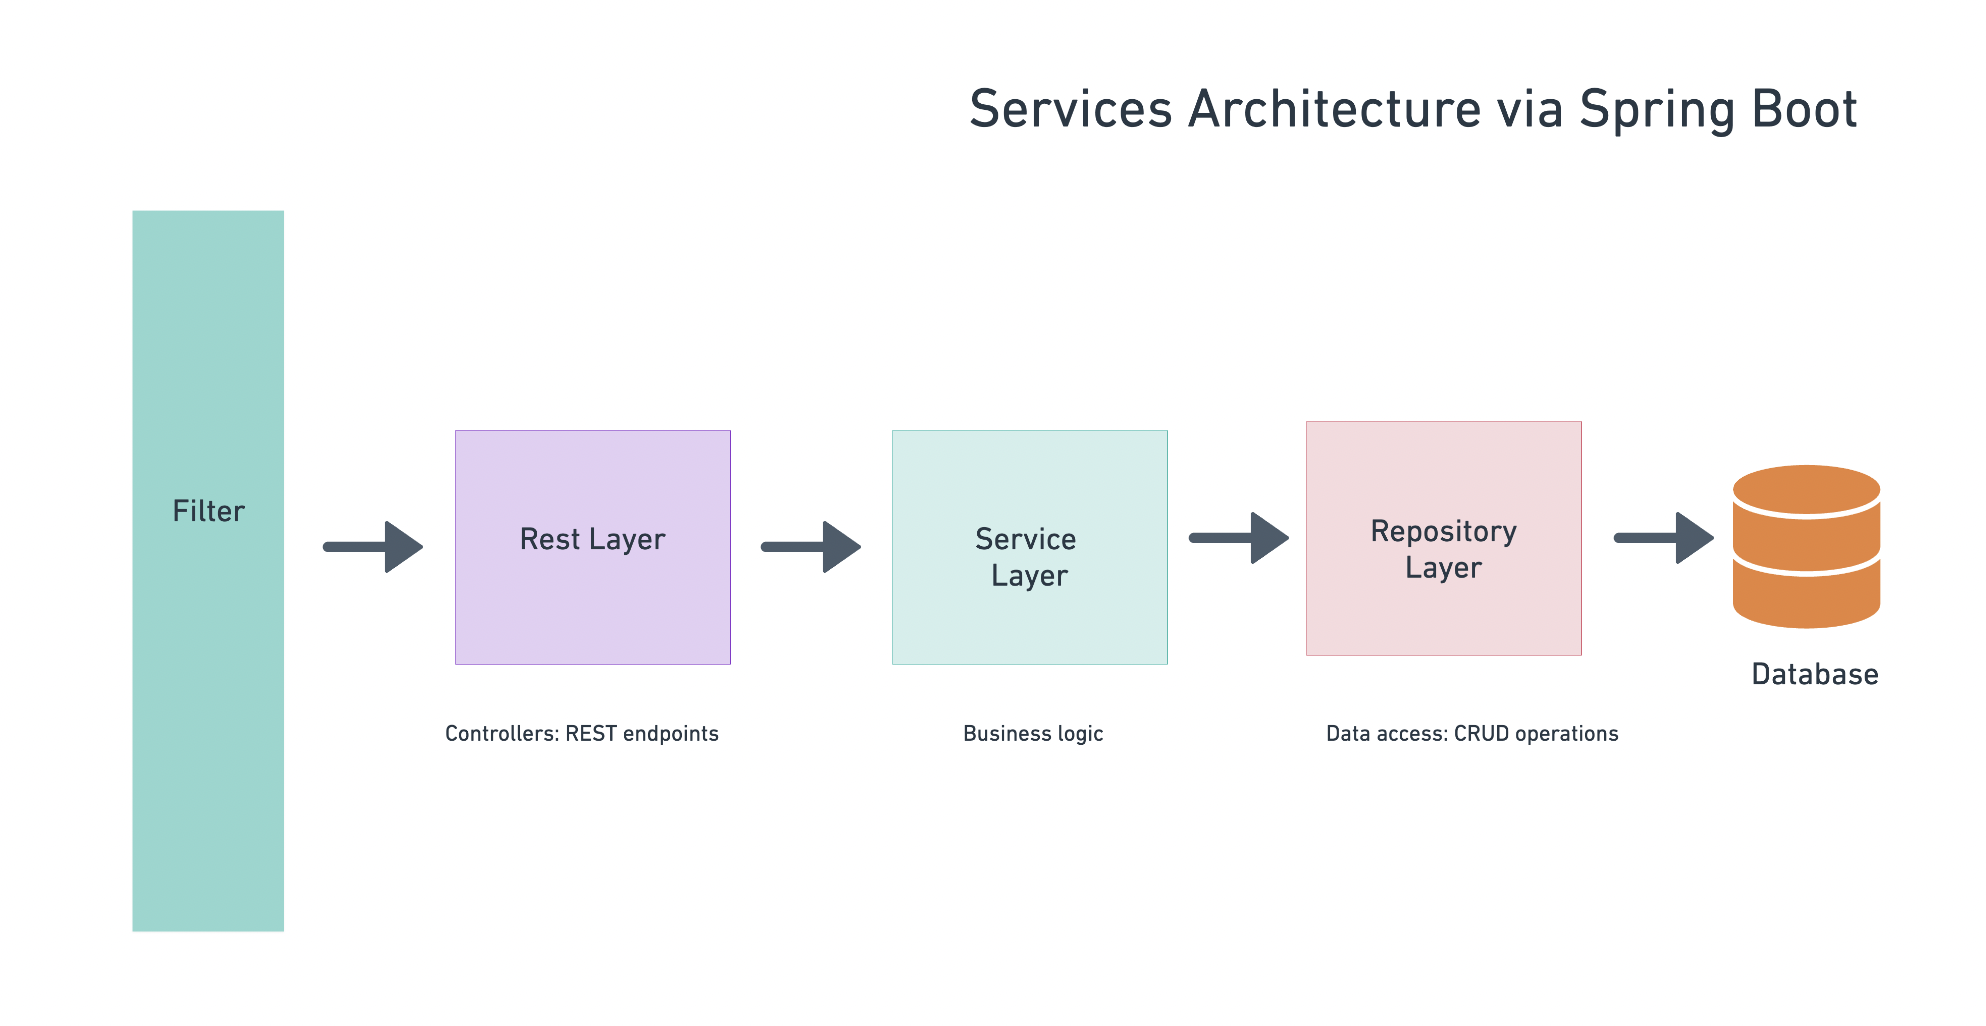 Services Architecture via Spring Boot
Filter
Rest Layer
Service
Layer
Repository
Layer
Database
Controllers: REST endpoints
Business logic
Data access: CRUD operations